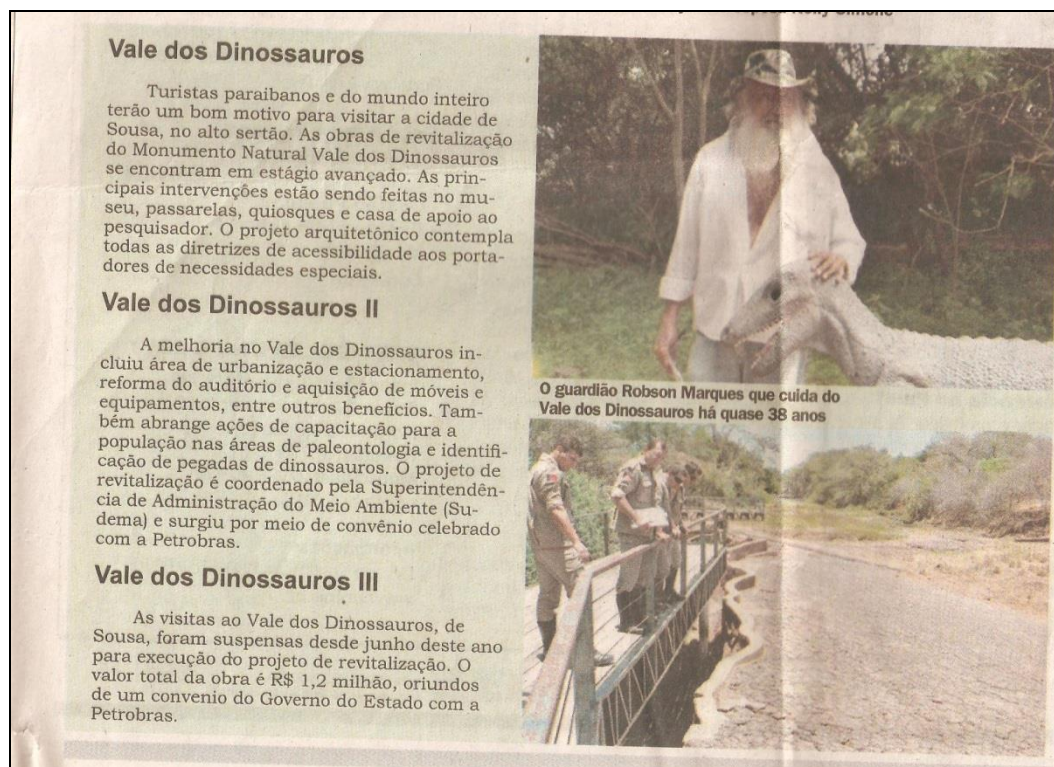 Vale dos Dinossauros
Turistas paraibanos e do mundo inteiro
terão um bom motivo para visitar a cidade de
Sousa, no alto sertão. As obras de revitalização
do Monumento Natural Vale dos Dinossauros
se encontram em estágio avançado. As prin-
cipais intervenções estão sendo feitas no mu-
seu, passarelas, quiosques e casa de apoio ao
pesquisador. O projeto arquitetônico contempla
todas as diretrizes de acessibilidade aos porta-
dores de necessidades especiais.
Vale dos Dinossauros II
A melhoria no Vale dos Dinossauros in-
cluiu área de urbanização e estacionamento,
reforma do auditório e aquisição de móveis e
equipamentos, entre outros benefícios. Tam-
bém abrange ações de capacitação para a
população nas áreas de paleontologia e identifi-
cação de pegadas de dinossauros. O projeto de
revitalização é coordenado pela Superintendên-
cia de Administração do Meio Ambiente (Su-
dema) e surgiu por meio de convênio celebrado
com a Petrobras.
Vale dos Dinossauros III
As visitas ao Vale dos Dinossauros, de
Sousa, foram suspensas desde junho deste ano
para execução do projeto de revitalização. O
valor total da obra é R$ 1,2 milhão, oriundos
de um convenio do Governo do Estado com a
Petrobras.
O guardião Robson Marques que cuida do
Vale dos Dinossauros há quase 38 anos